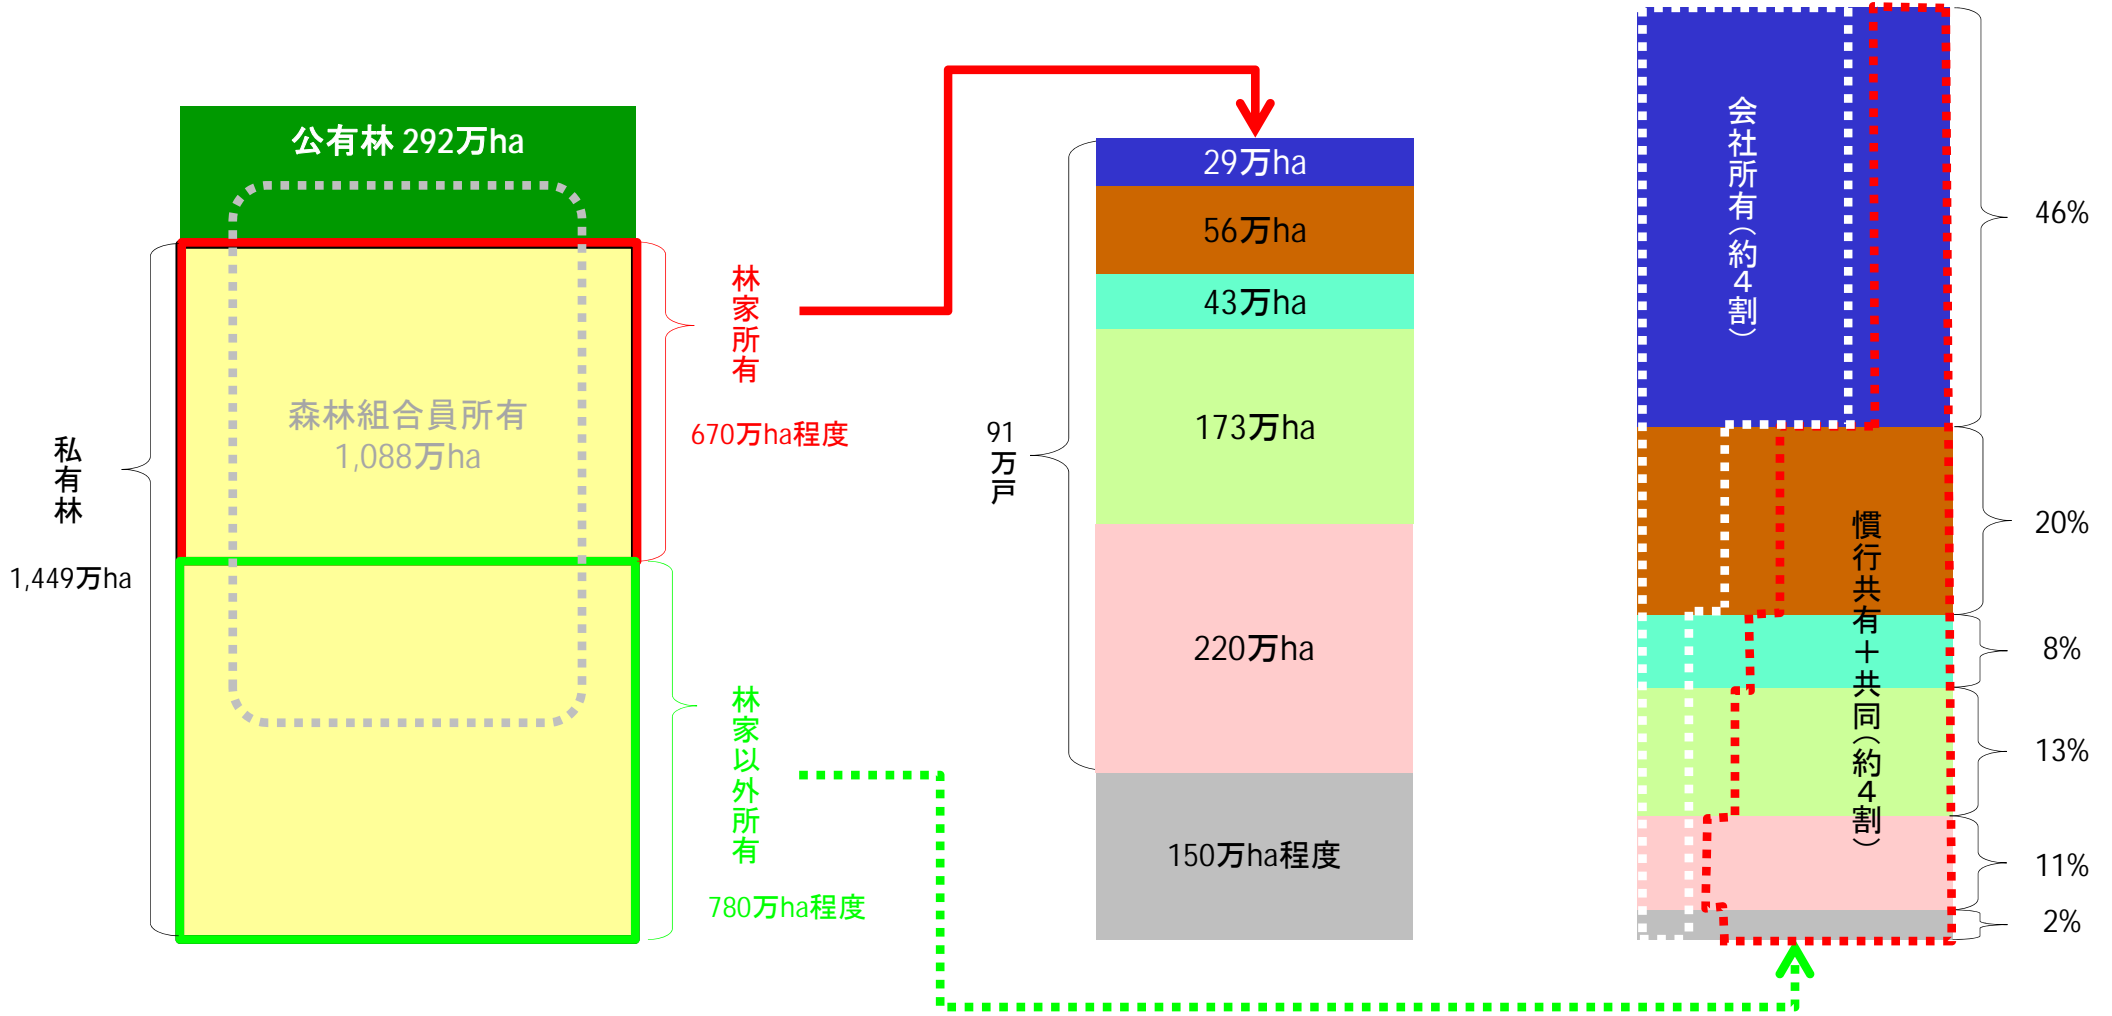 公有林 292万ha
森林組合員所有
1,088万ha
私有林
1,449万ha
林家所有
670万ha程度
林家以外所有
780万ha程度
91万戸
29万ha
56万ha
43万ha
173万ha
220万ha
150万ha程度
会社所有（約４割）
慣行共有＋共同（約４割）
46%
20%
8%
13%
11%
2%